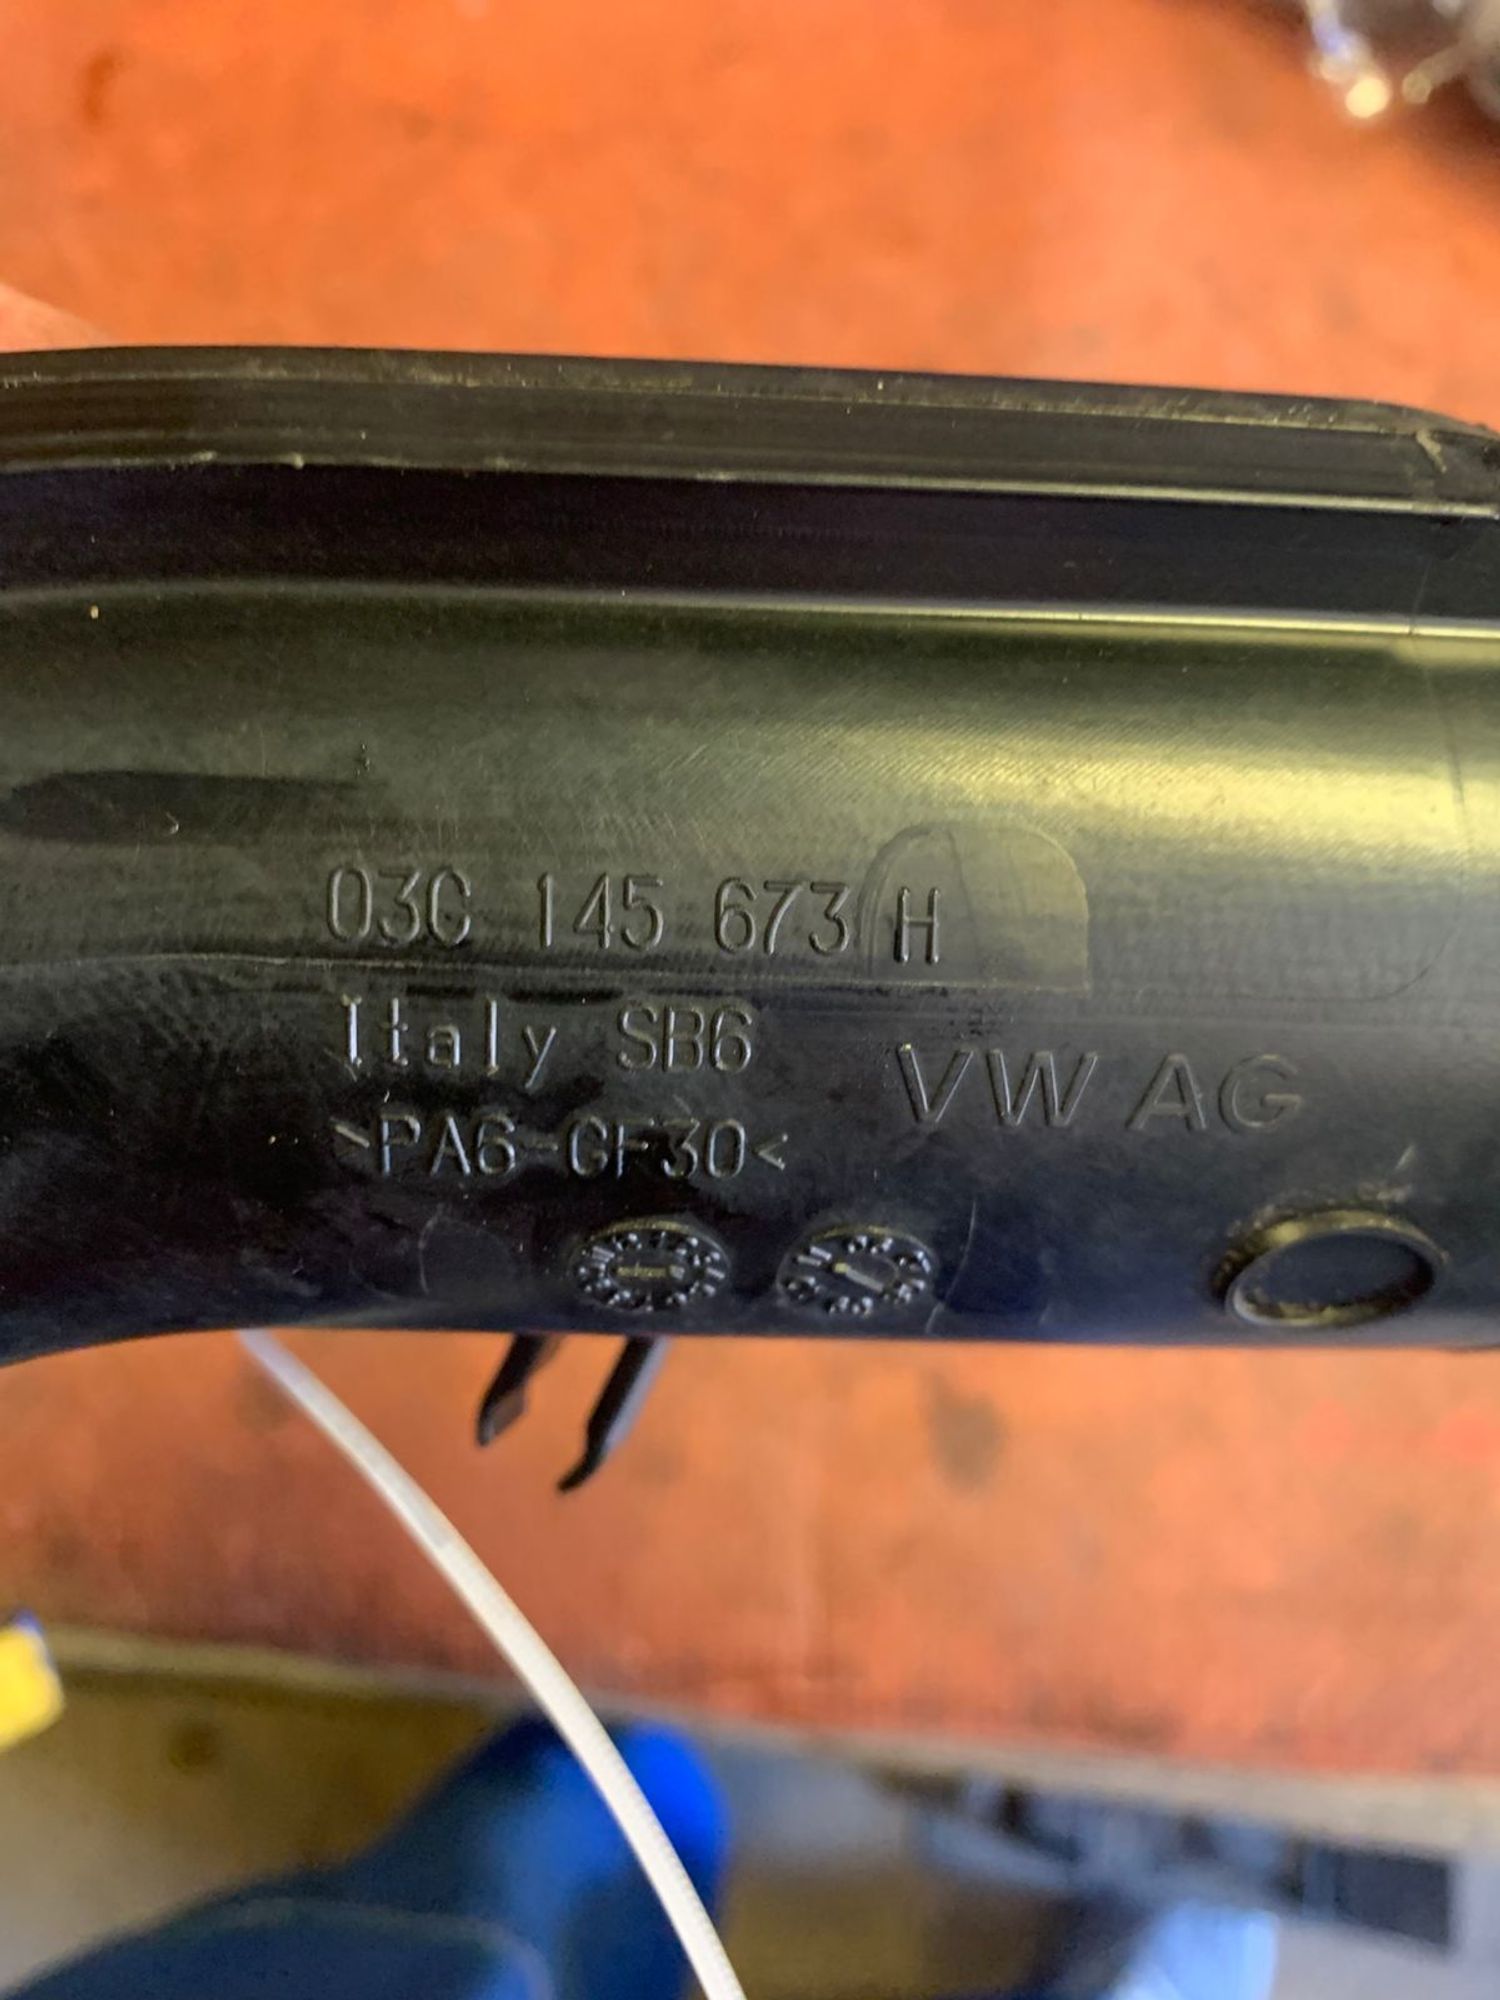 03C 145 673 H
Italy SB6
VW AG
>PA6-GF30<